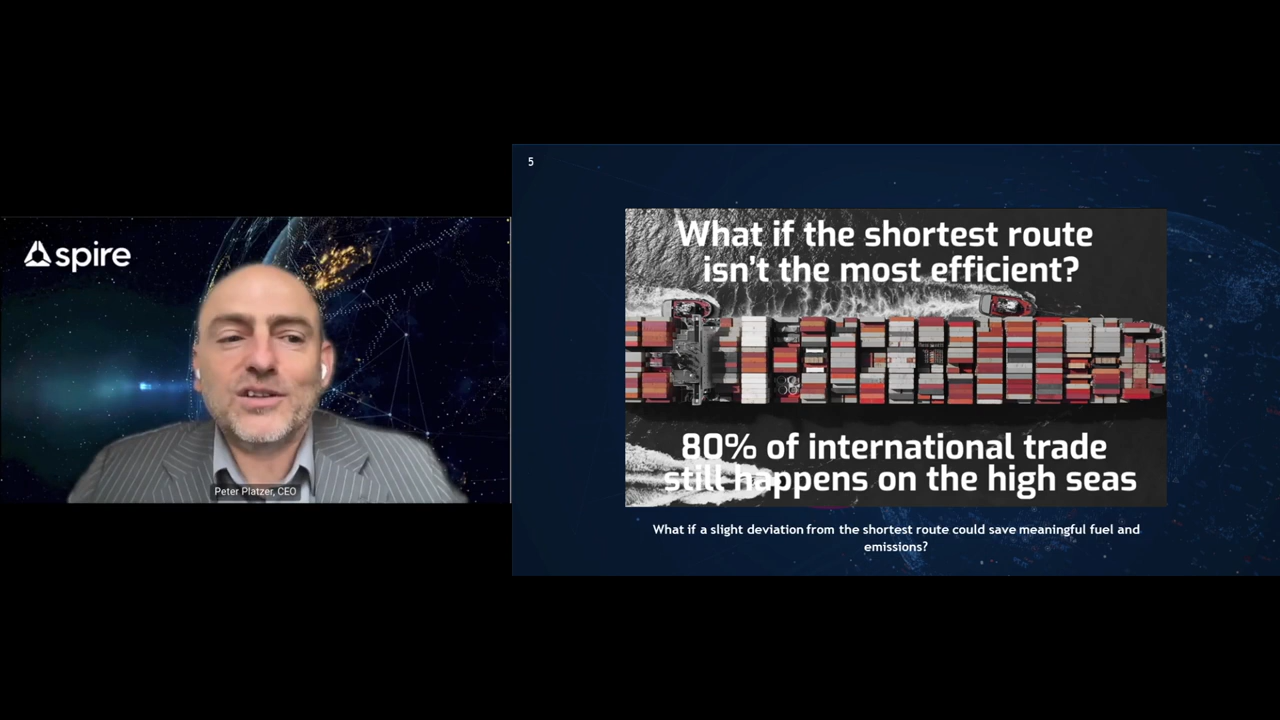 spire
Peter Platzer, CEO
5
What if the shortest route
isn't the most efficient?
80% of international trade
still happens on the high seas
What if a slight deviation from the shortest route could save meaningful fuel and
emissions?